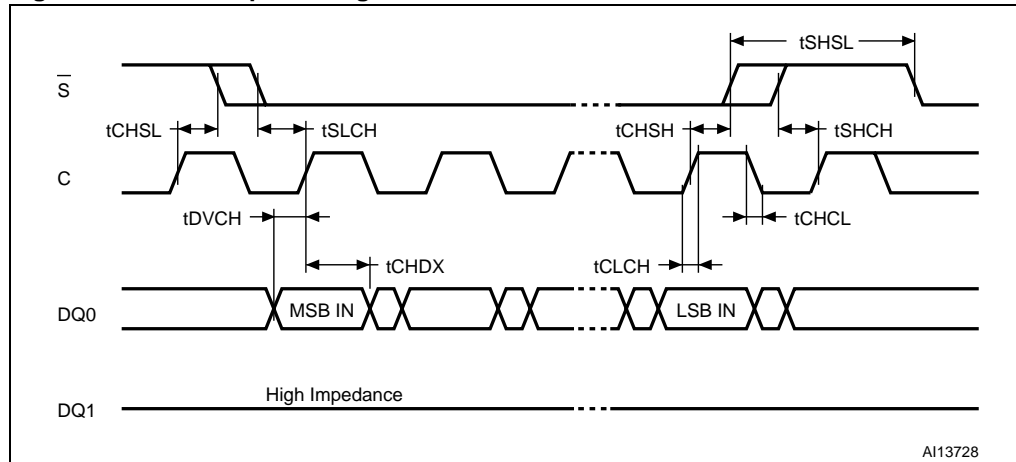 tSHSL
S
tCHSL
tSLCH
tCHSH
tSHCH
C
tDVCH
tCHCL
tCHDX
tCLCH
DQ0
MSB IN
LSB IN
High Impedance
DQ1
AI13728